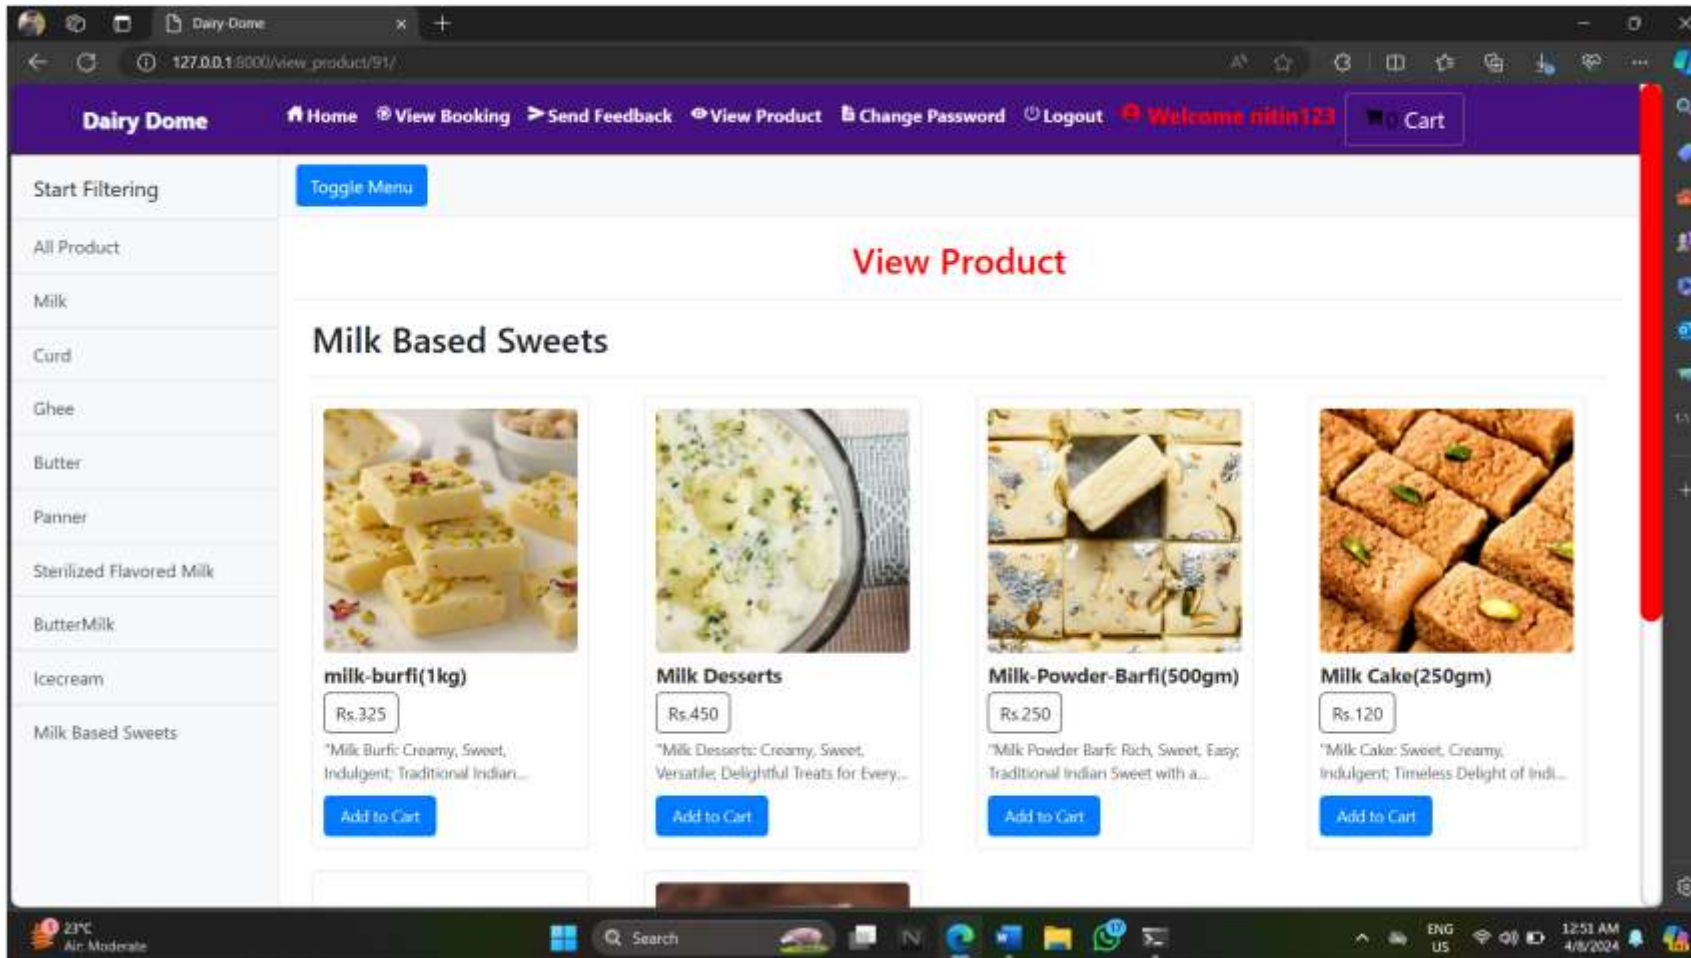 Dairy-Dome
127.0.0.1:8000/view_product/91/
Dairy Dome
Home View Booking Send Feedback View Product Change Password Logout Welcome nitin123 0 Cart
Start Filtering
Toggle Menu
All Product
Milk
Curd
Ghee
Butter
Panner
Sterilized Flavored Milk
ButterMilk
Icecream
Milk Based Sweets
View Product
Milk Based Sweets
milk-burfi(1kg)
Rs.325
"Milk Burfi: Creamy, Sweet,
Indulgent; Traditional Indian...
Add to Cart
Milk Desserts
Rs.450
"Milk Desserts: Creamy, Sweet,
Versatile; Delightful Treats for Every...
Add to Cart
Milk-Powder-Barfi(500gm)
Rs.250
"Milk Powder Barfi: Rich, Sweet, Easy;
Traditional Indian Sweet with a...
Add to Cart
Milk Cake(250gm)
Rs.120
"Milk Cake: Sweet, Creamy,
Indulgent; Timeless Delight of Indi...
Add to Cart
23°C
Air: Moderate
Search
ENG
US
12:51 AM
4/8/2024